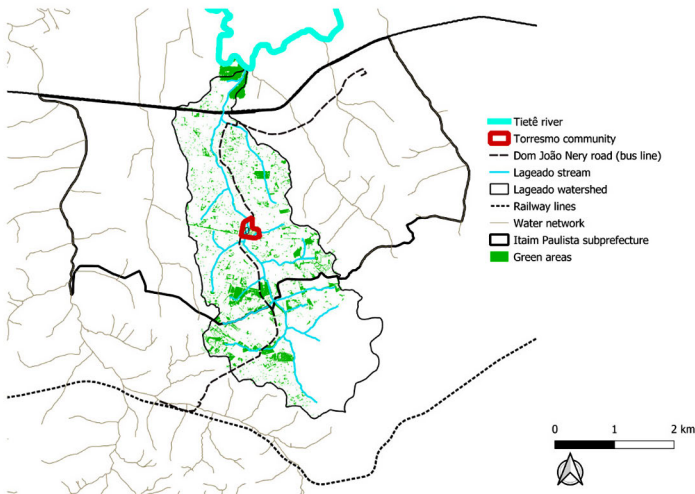 Tietê river
Torresmo community
Dom João Nery road (bus line)
Lageado stream
Lageado watershed
Railway lines
Water network
Itaim Paulista subprefecture
Green areas
0 1 2 km